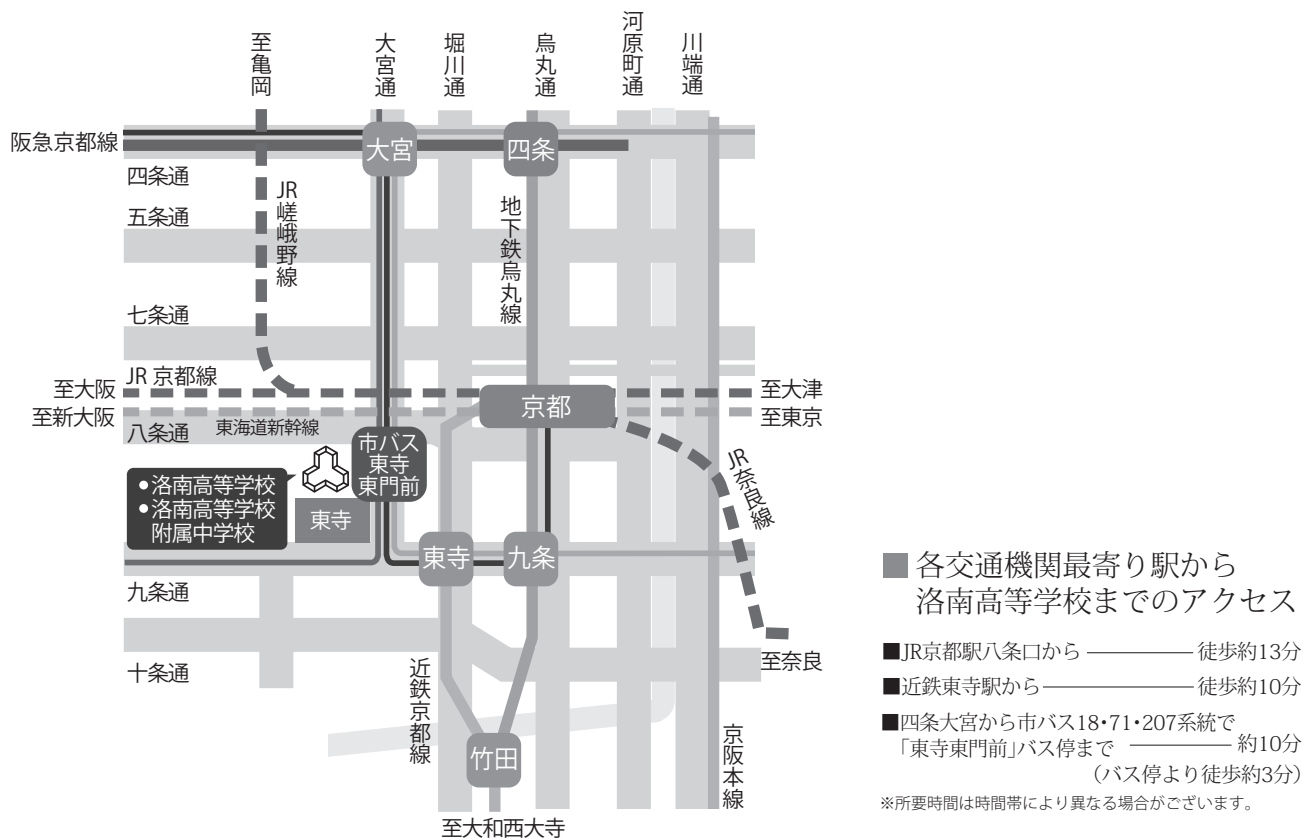 至亀岡
大宮通
堀川通
烏丸通
河原町通
川端通
阪急京都線
大宮
四条
四条通
JR嵯峨野線
地下鉄烏丸線
五条通
七条通
JR京都線
至大阪
至大津
京都
至新大阪
至東京
八条通
東海道新幹線
市バス
東寺
東門前
JR奈良線
●洛南高等学校
●洛南高等学校
附属中学校
東寺
東寺
九条
九条通
十条通
至奈良
近鉄京都線
竹田
京阪本線
至大和西大寺
■各交通機関最寄り駅から
洛南高等学校までのアクセス
■JR京都駅八条口から ――― 徒歩約13分
■近鉄東寺駅から ――― 徒歩約10分
■四条大宮から市バス18・71・207系統で
「東寺東門前」バス停まで ――― 約10分
(バス停より徒歩約3分)
※所要時間は時間帯により異なる場合がございます。